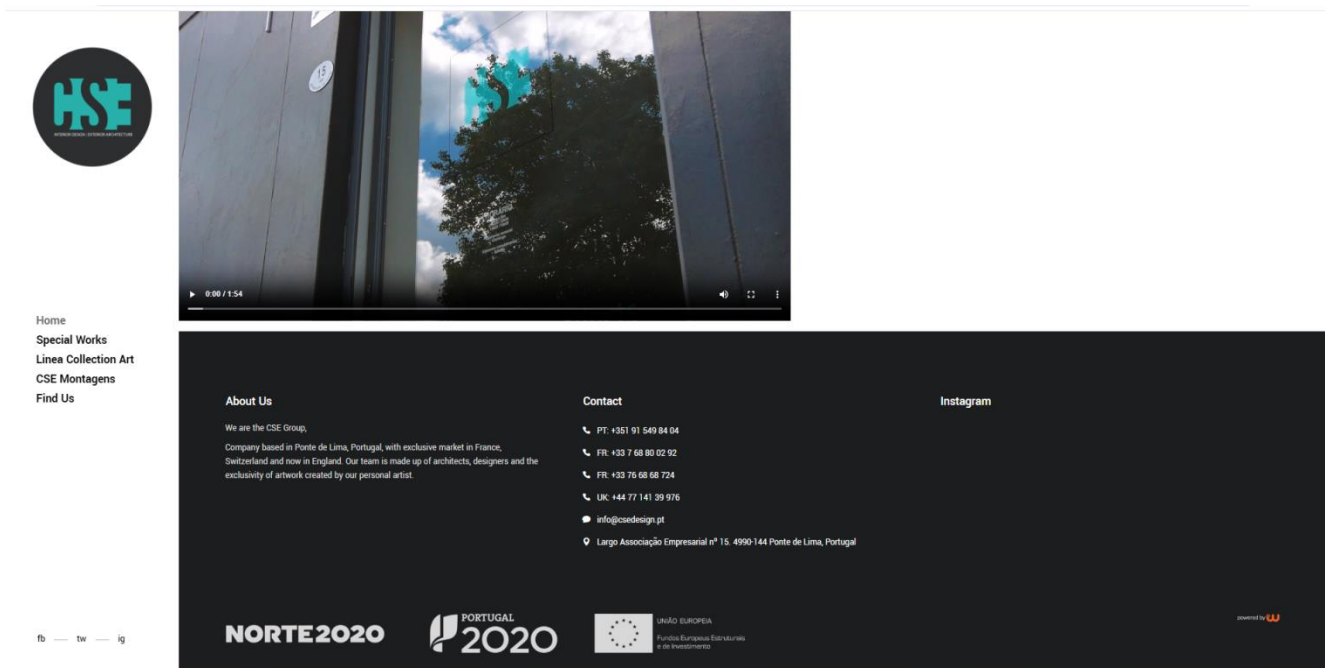 CSE
INTERIOR DESIGN | EXTERIOR ARCHITECTURE
Home
Special Works
Linea Collection Art
CSE Montagens
Find Us
fb
tw
ig
15
CSE
HORÁRIO
0:00 / 1:54
About Us
We are the CSE Group,
Company based in Ponte de Lima, Portugal, with exclusive market in France,
Switzerland and now in England. Our team is made up of architects, designers and the
exclusivity of artwork created by our personal artist.
Contact
PT: +351 91 549 84 04
FR: +33 7 68 80 02 92
FR: +33 76 68 68 724
UK: +44 77 141 39 976
info@csedesign.pt
Largo Associação Empresarial nº 15. 4990-144 Ponte de Lima, Portugal
Instagram
NORTE2020
PORTUGAL
2020
UNIÃO EUROPEIA
Fundos Europeus Estruturais
e de Investimento
powered by